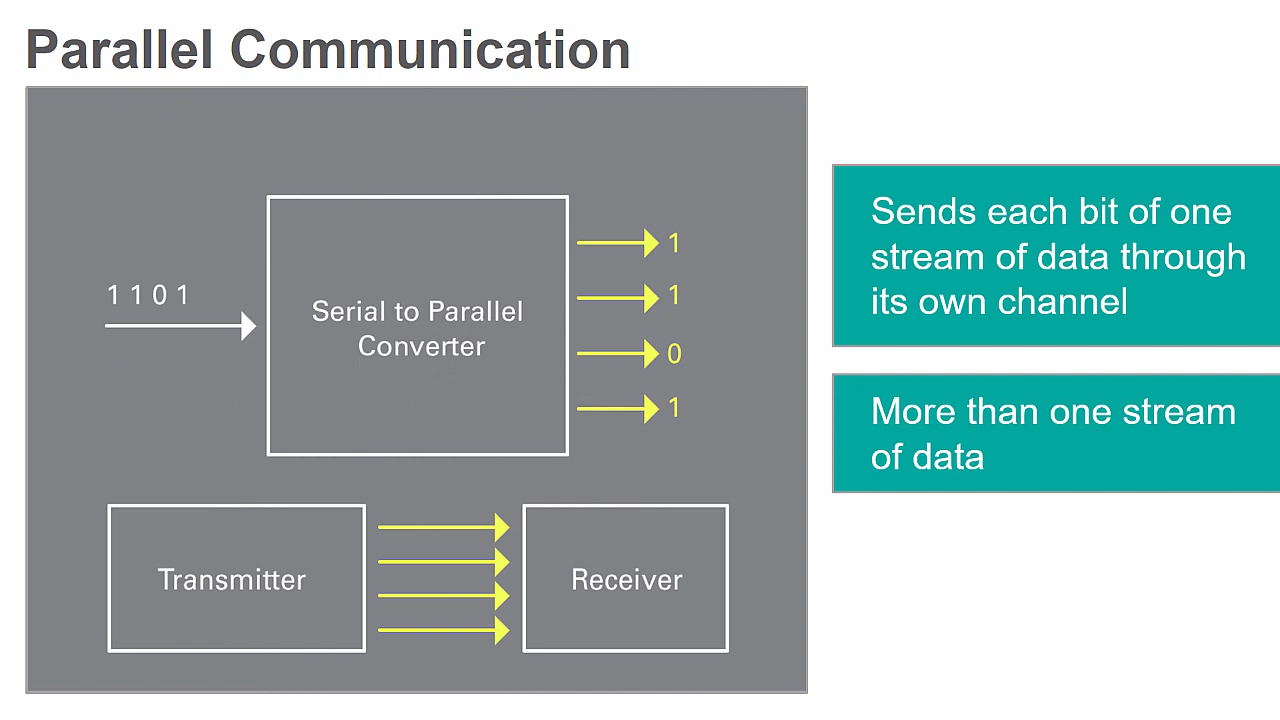 Parallel Communication
1 1 0 1
Serial to Parallel
Converter
1
1
0
1
Transmitter
Receiver
Sends each bit of one
stream of data through
its own channel
More than one stream
of data